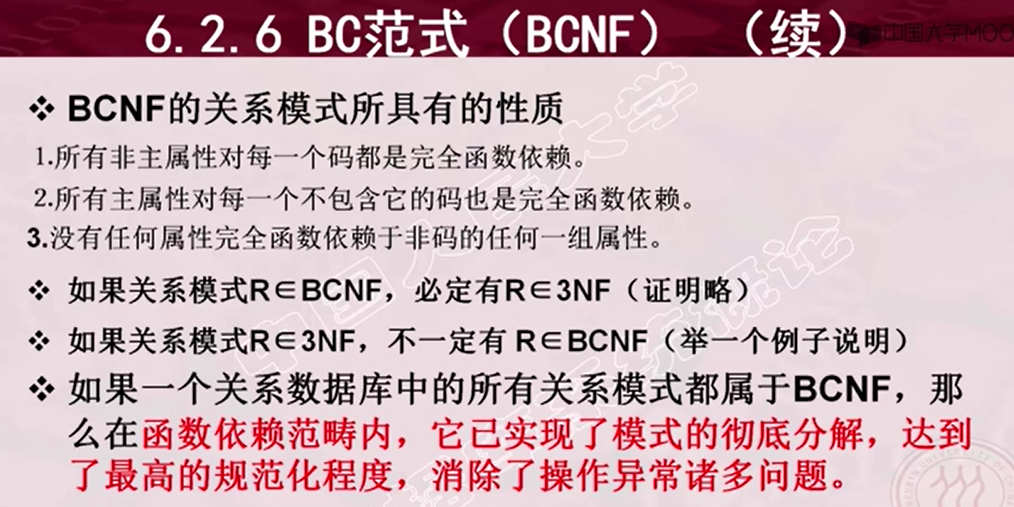 6.2.6 BC范式（BCNF） （续）
中国大学MOC
❖ BCNF的关系模式所具有的性质
1.所有非主属性对每一个码都是完全函数依赖。
2.所有主属性对每一个不包含它的码也是完全函数依赖。
3.没有任何属性完全函数依赖于非码的任何一组属性。
❖ 如果关系模式R∈BCNF，必定有R∈3NF（证明略）
❖ 如果关系模式R∈3NF，不一定有 R∈BCNF（举一个例子说明）
❖ 如果一个关系数据库中的所有关系模式都属于BCNF，那
么在函数依赖范畴内，它已实现了模式的彻底分解，达到
了最高的规范化程度，消除了操作异常诸多问题。